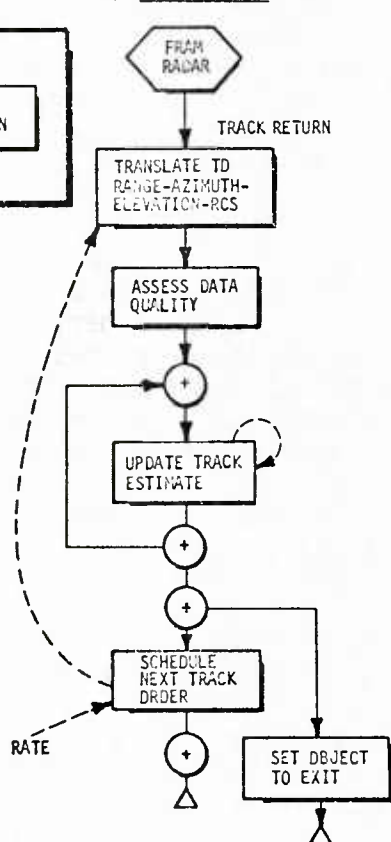 FRAM
RADAR
N
TRACK RETURN
TRANSLATE TD
RANGE-AZIMUTH-
ELEVATION-RCS
ASSESS DATA
QUALITY
+
UPDATE TRACK
ESTIMATE
+
+
SCHEDULE
NEXT TRACK
DRDER
RATE
+
SET DBJECT
TO EXIT